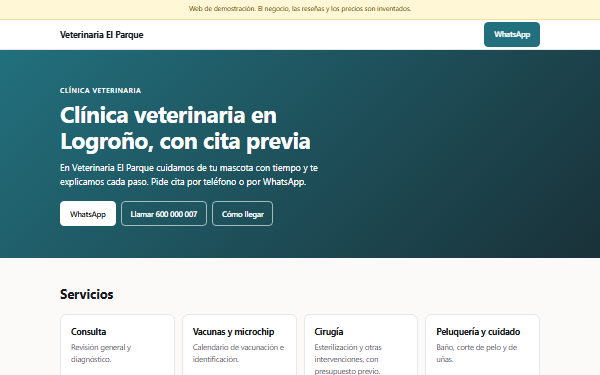 Web de demostración. El negocio, las reseñas y los precios son inventados.
Veterinaria El Parque
WhatsApp
CLÍNICA VETERINARIA
Clínica veterinaria en
Logroño, con cita previa
En Veterinaria El Parque cuidamos de tu mascota con tiempo y te
explicamos cada paso. Pide cita por teléfono o por WhatsApp.
WhatsApp
Llamar 600 000 007
Cómo llegar
Servicios
Consulta
Revisión general y
diagnóstico.
Vacunas y microchip
Calendario de vacunación e
identificación.
Cirugía
Esterilización y otras
intervenciones, con
presupuesto previo.
Peluquería y cuidado
Baño, corte de pelo y de
uñas.